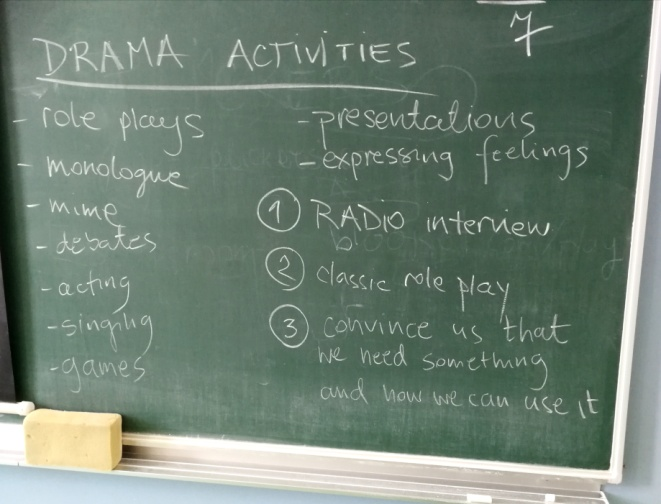 7
DRAMA ACTIVITIES
- role plays
- monologue
- mime
- debates
- acting
- singing
- games
- presentations
- expressing feelings
1 RADIO interview
2 classic role play
3 convince us that
we need something
and how we can use it